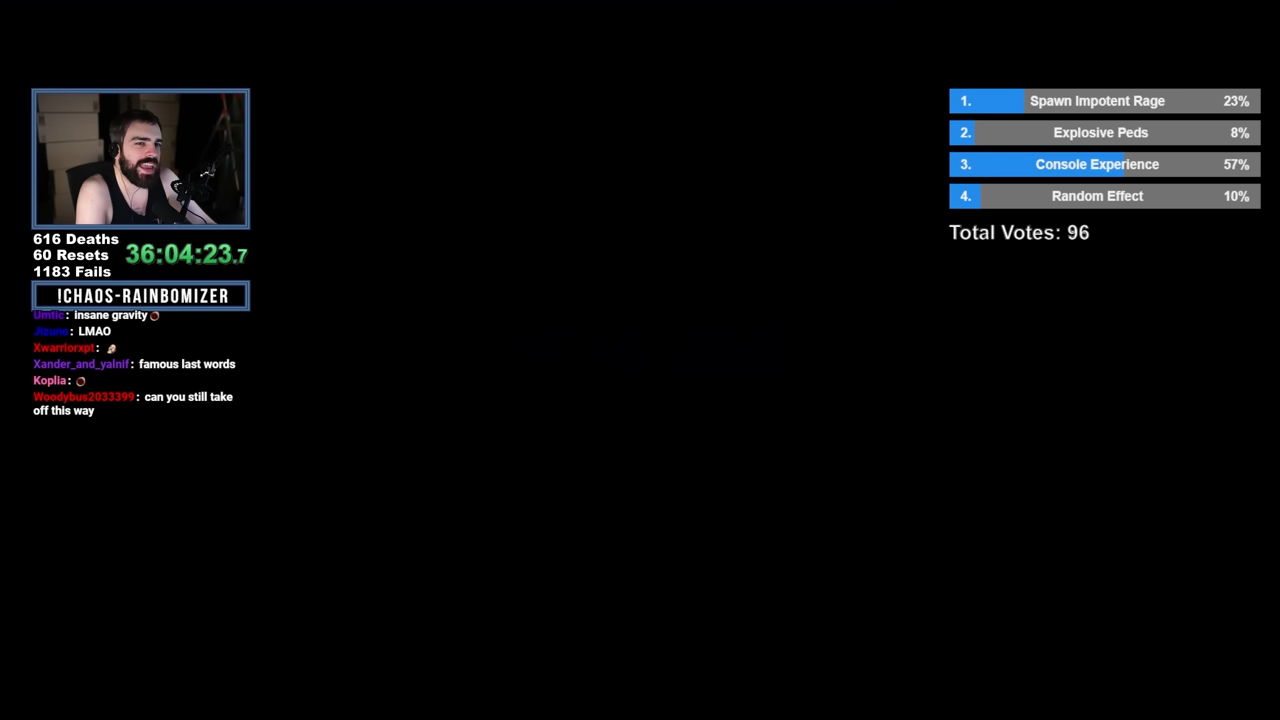 616 Deaths
60 Resets
1183 Fails
36:04:23.7
!CHAOS-RAINBOMIZER
Umtic: insane gravity
Jizuno: LMAO
Xwarriorxpt:
Xander_and_yalnif: famous last words
Koplia:
Woodybus2033399: can you still take
off this way
1. Spawn Impotent Rage 23%
2. Explosive Peds 8%
3. Console Experience 57%
4. Random Effect 10%
Total Votes: 96